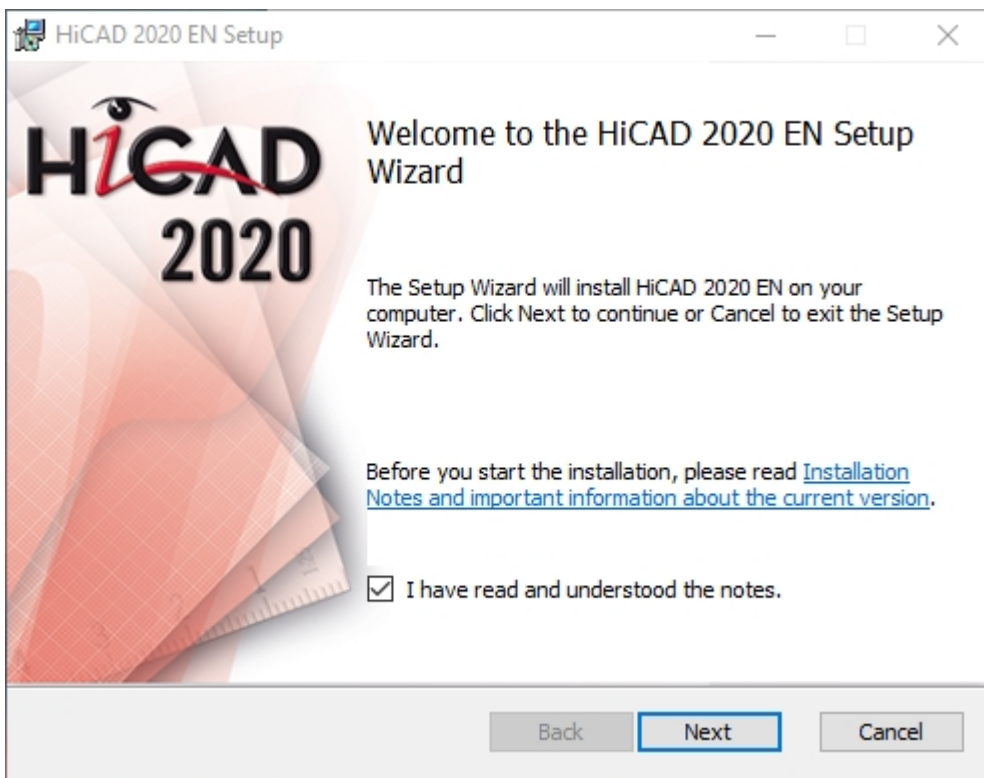 HiCAD 2020 EN Setup
HiCAD
2020
Welcome to the HiCAD 2020 EN Setup
Wizard
The Setup Wizard will install HiCAD 2020 EN on your
computer. Click Next to continue or Cancel to exit the Setup
Wizard.
Before you start the installation, please read Installation
Notes and important information about the current version.
I have read and understood the notes.
1
2
3
Back Next Cancel